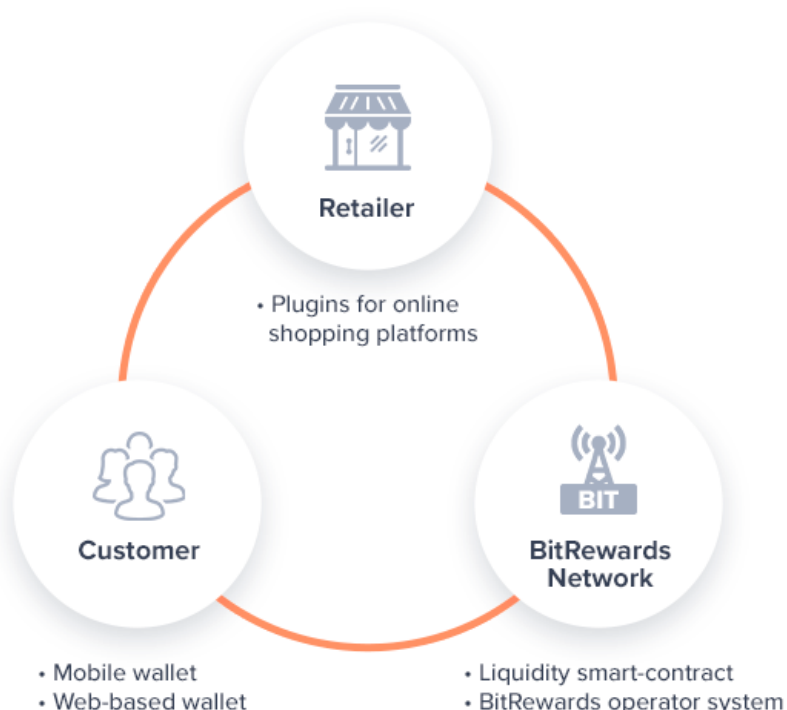 Retailer
• Plugins for online
shopping platforms
BIT
Customer
BitRewards
Network
• Mobile wallet
• Web-based wallet
• Liquidity smart-contract
• BitRewards operator system